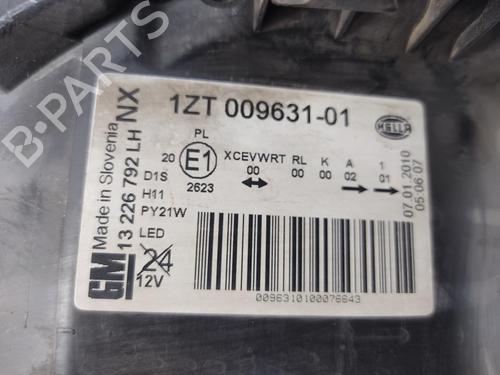 1ZT 009631-01
HELLA
GM
Made in Slovenia
13 226 792 LH
NX
PL
20 E1 XCEVWRT RL K A 1
00 00 00 02 01
2623
D1S
H11
PY21W
LED
24
12V
07.01.2010
05:06:07
0096310100076643
B-PARTS